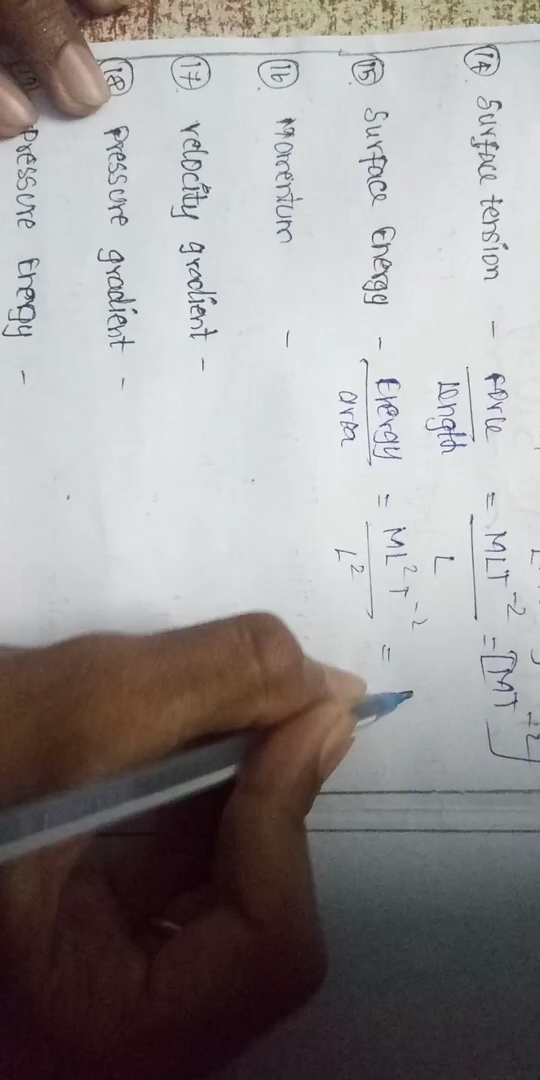 14 Surface tension - Force = MLT⁻² = [MT⁻²]
Length L
15 Surface Energy - Energy = ML²T⁻² =
area L²
16 Momentum -
17 velocity gradient -
18 pressure gradient -
pressure Energy -